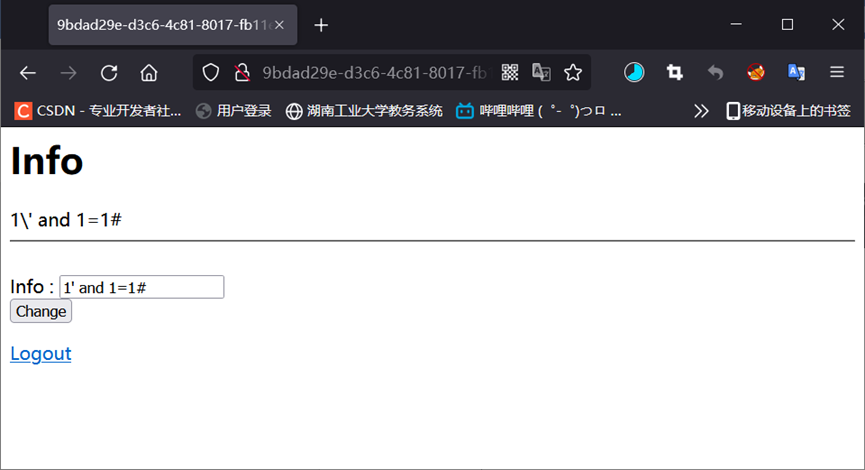 9bdad29e-d3c6-4c81-8017-fb11
9bdad29e-d3c6-4c81-8017-fb
CSDN - 专业开发者社... 用户登录 湖南工业大学教务系统 哔哩哔哩 ( ゜- ゜)つロ ... 移动设备上的书签
Info
1\' and 1=1#
Info : 1' and 1=1#
Change
Logout